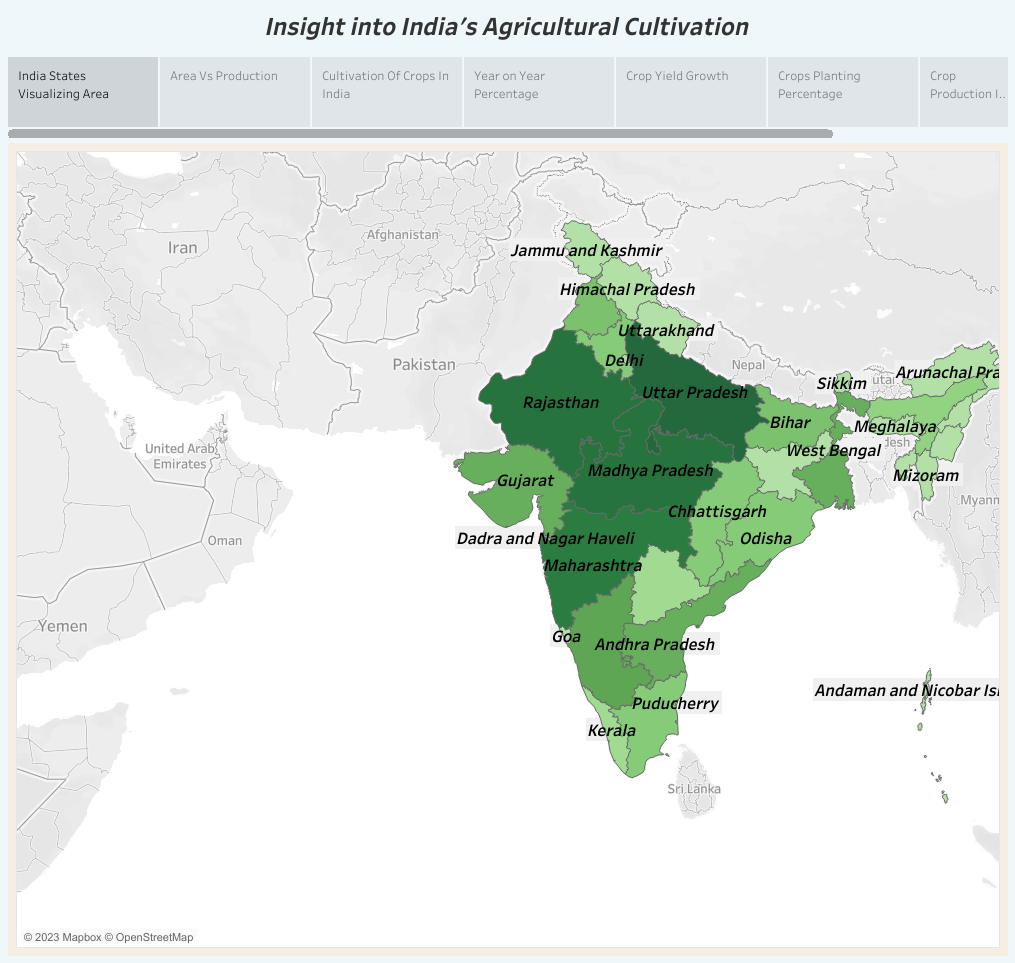 Insight into India's Agricultural Cultivation
India States
Visualizing Area
Area Vs Production
Cultivation Of Crops In
India
Year on Year
Percentage
Crop Yield Growth
Crops Planting
Percentage
Crop
Production I..
Iran
Afghanistan
Jammu and Kashmir
Himachal Pradesh
Uttarakhand
Pakistan
Delhi
Nepal
Sikkim
utan
Arunachal Pra
Uttar Pradesh
Rajasthan
Bihar
Meghalaya
desh
United Arab
Emirates
West Bengal
Madhya Pradesh
Mizoram
Gujarat
Myanm
Chhattisgarh
Oman
Dadra and Nagar Haveli
Odisha
Maharashtra
Yemen
Goa
Andhra Pradesh
Andaman and Nicobar Isl
Puducherry
Kerala
Sri Lanka
© 2023 Mapbox © OpenStreetMap